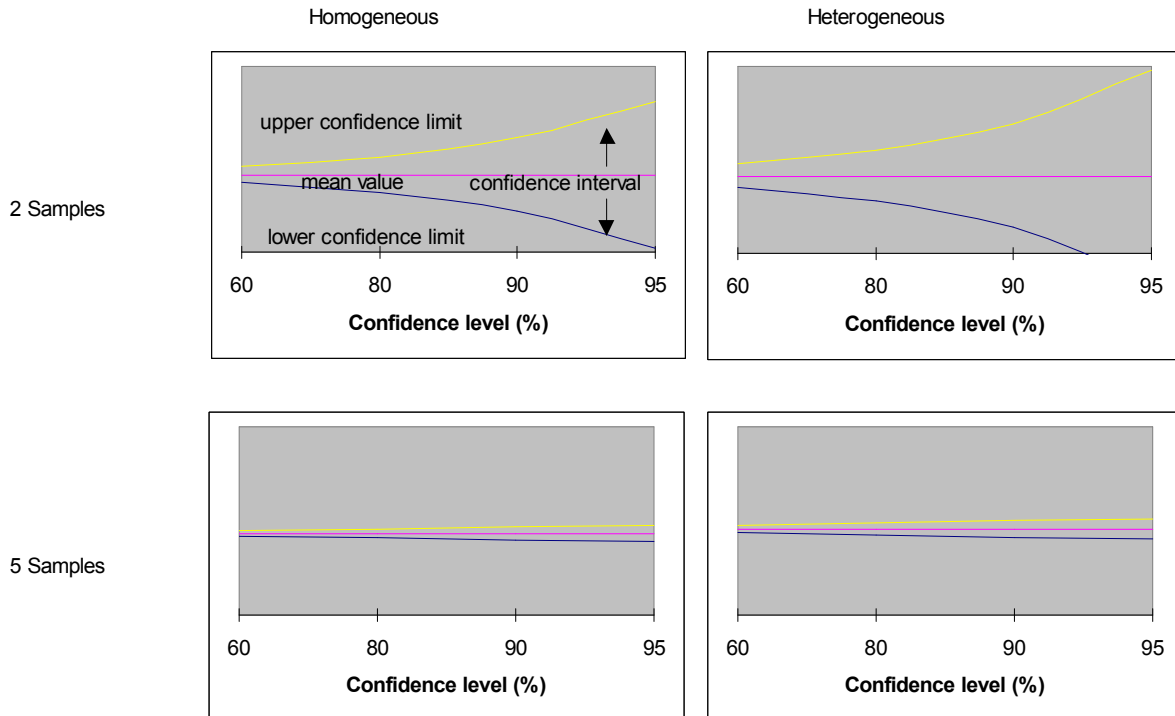 Homogeneous
Heterogeneous
2 Samples
upper confidence limit
mean value
confidence interval
lower confidence limit
60 80 90 95
Confidence level (%)
60 80 90 95
Confidence level (%)
5 Samples
60 80 90 95
Confidence level (%)
60 80 90 95
Confidence level (%)